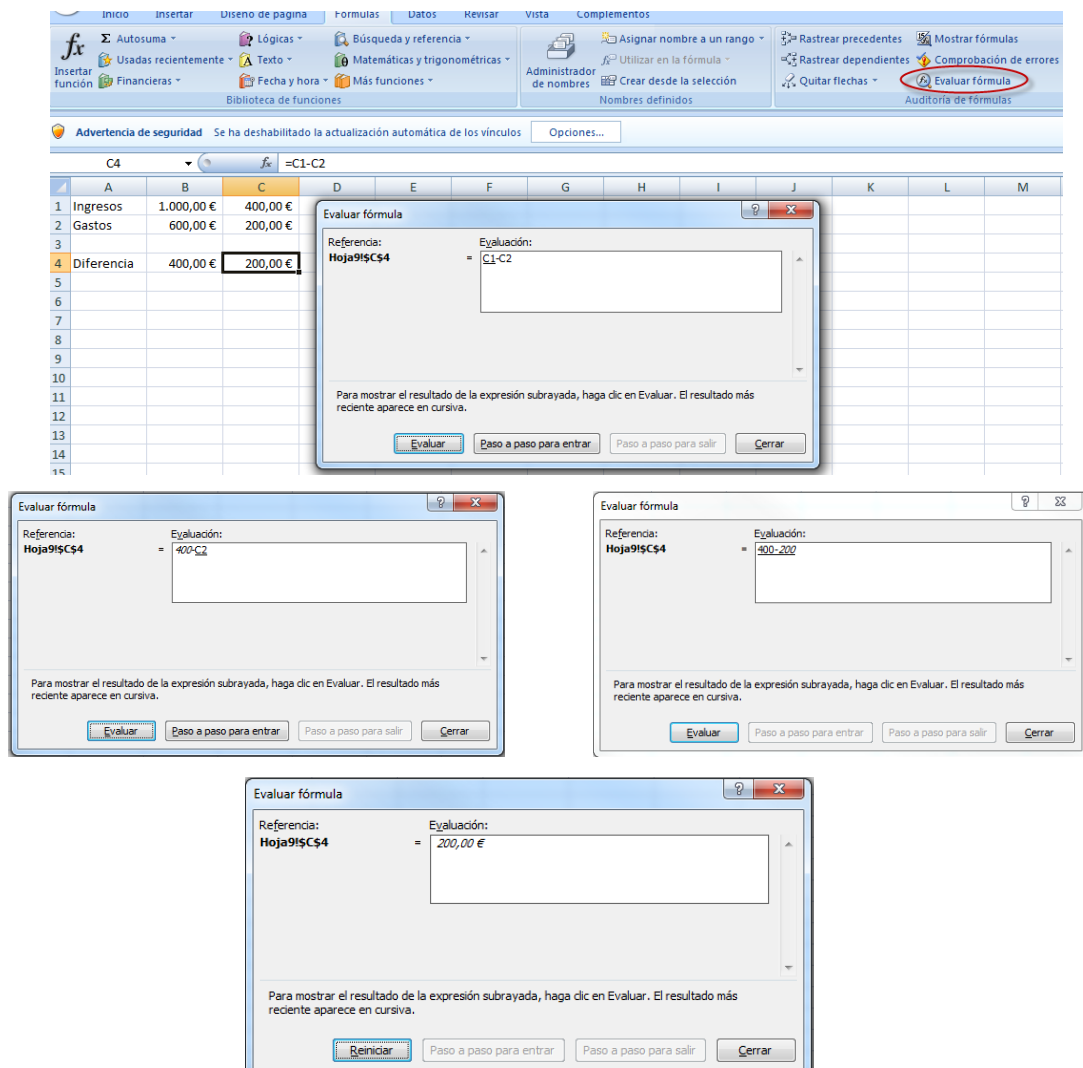 Inicio Insertar Diseño de página Fórmulas Datos Revisar Vista Complementos
fx Insertar función
Σ Autosuma
Usadas recientemente
Financieras
Lógicas
Texto
Fecha y hora
Búsqueda y referencia
Matemáticas y trigonométricas
Más funciones
Biblioteca de funciones
Administrador de nombres
Asignar nombre a un rango
Utilizar en la fórmula
Crear desde la selección
Nombres definidos
Rastrear precedentes
Rastrear dependientes
Quitar flechas
Mostrar fórmulas
Comprobación de errores
Evaluar fórmula
Auditoría de fórmulas
Advertencia de seguridad Se ha deshabilitado la actualización automática de los vínculos Opciones...
C4 fx =C1-C2
A B C D E F G H I J K L M
1 Ingresos 1.000,00 € 400,00 €
2 Gastos 600,00 € 200,00 €
3
4 Diferencia 400,00 € 200,00 €
5
6
7
8
9
10
11
12
13
14
15
Evaluar fórmula
Referencia: Evaluación:
Hoja9!$C$4 = C1-C2
Para mostrar el resultado de la expresión subrayada, haga clic en Evaluar. El resultado más
reciente aparece en cursiva.
Evaluar Paso a paso para entrar Paso a paso para salir Cerrar
Evaluar fórmula
Referencia: Evaluación:
Hoja9!$C$4 = 400-C2
Para mostrar el resultado de la expresión subrayada, haga clic en Evaluar. El resultado más
reciente aparece en cursiva.
Evaluar Paso a paso para entrar Paso a paso para salir Cerrar
Evaluar fórmula
Referencia: Evaluación:
Hoja9!$C$4 = 400-200
Para mostrar el resultado de la expresión subrayada, haga clic en Evaluar. El resultado más
reciente aparece en cursiva.
Evaluar Paso a paso para entrar Paso a paso para salir Cerrar
Evaluar fórmula
Referencia: Evaluación:
Hoja9!$C$4 = 200,00 €
Para mostrar el resultado de la expresión subrayada, haga clic en Evaluar. El resultado más
reciente aparece en cursiva.
Reiniciar Paso a paso para entrar Paso a paso para salir Cerrar